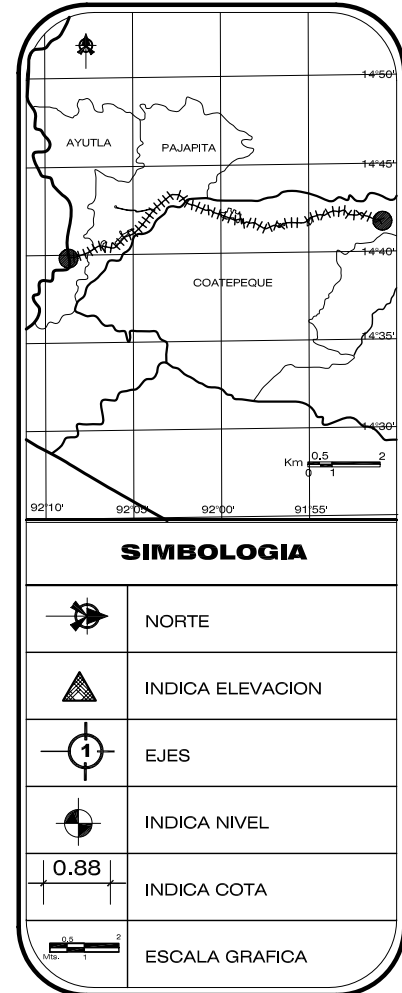 14°50'
AYUTLA
PAJAPITA
14°45'
14°40'
COATEPEQUE
14°35'
14°30'
Km
0.5
2
0
1
92°10'
92°05'
92°00'
91°55'
SIMBOLOGIA
NORTE
INDICA ELEVACION
1
EJES
INDICA NIVEL
0.88
INDICA COTA
0.5
2
Mts.
1
ESCALA GRAFICA